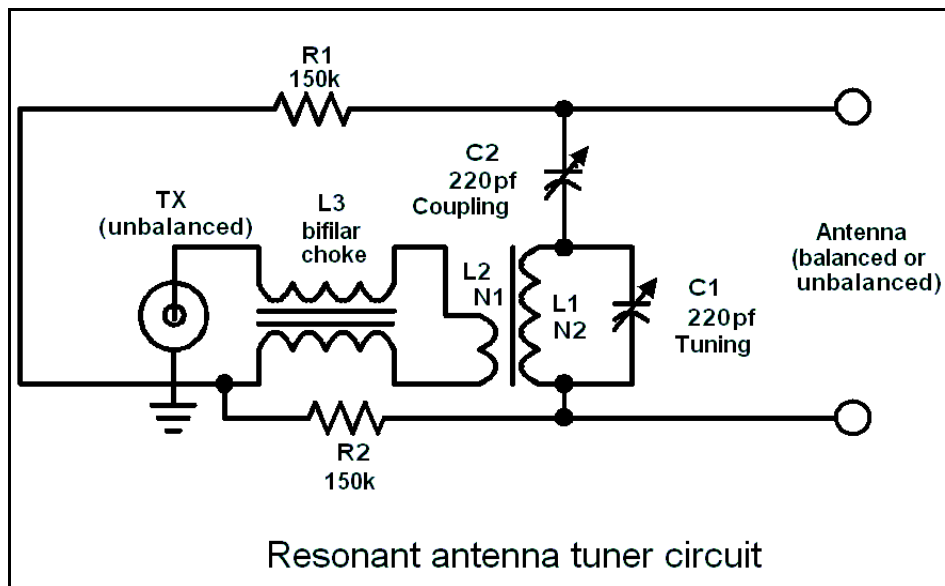 R1
150k
C2
220pf
Coupling
TX
(unbalanced)
L3
bifilar
choke
L2
N1
L1
N2
C1
220pf
Tuning
Antenna
(balanced or
unbalanced)
R2
150k
Resonant antenna tuner circuit